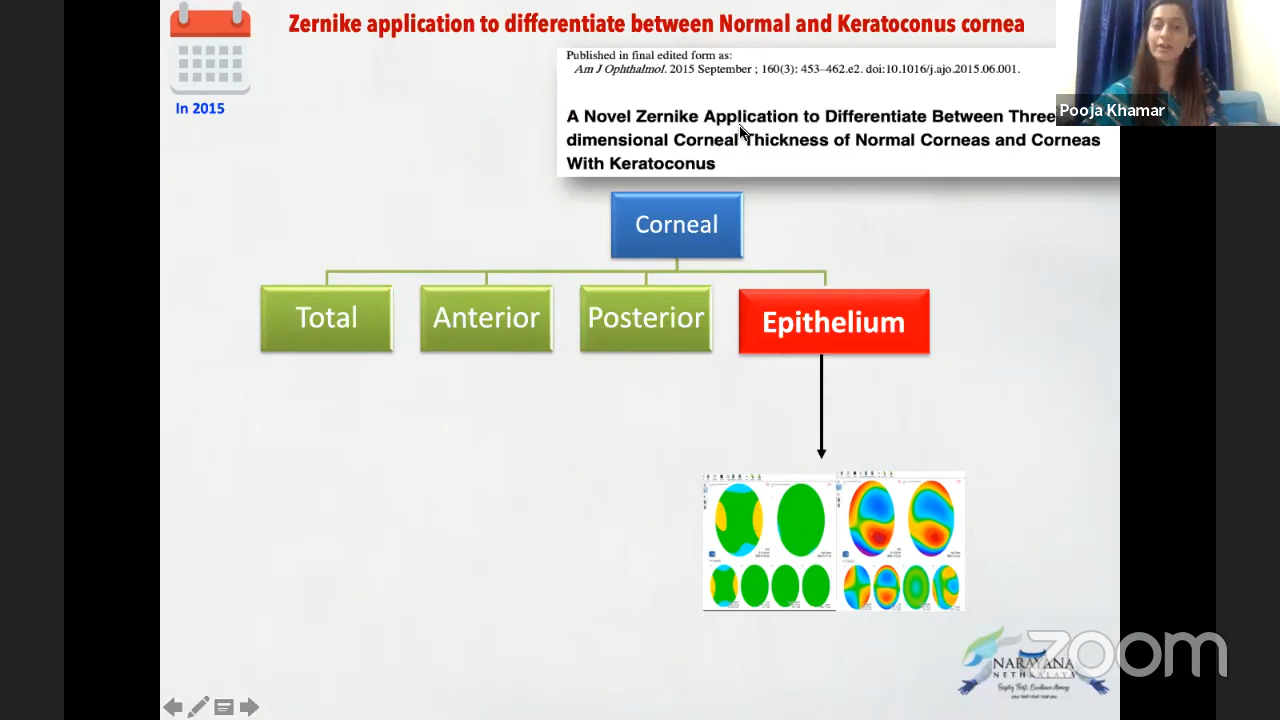 Zernike application to differentiate between Normal and Keratoconus cornea
In 2015
Published in final edited form as:
Am J Ophthalmol. 2015 September ; 160(3): 453–462.e2. doi:10.1016/j.ajo.2015.06.001.
A Novel Zernike Application to Differentiate Between Three
dimensional Corneal Thickness of Normal Corneas and Corneas
With Keratoconus
Pooja Khamar
Corneal
Total
Anterior
Posterior
Epithelium
zoom
NARAYANA
NETHRALAYA